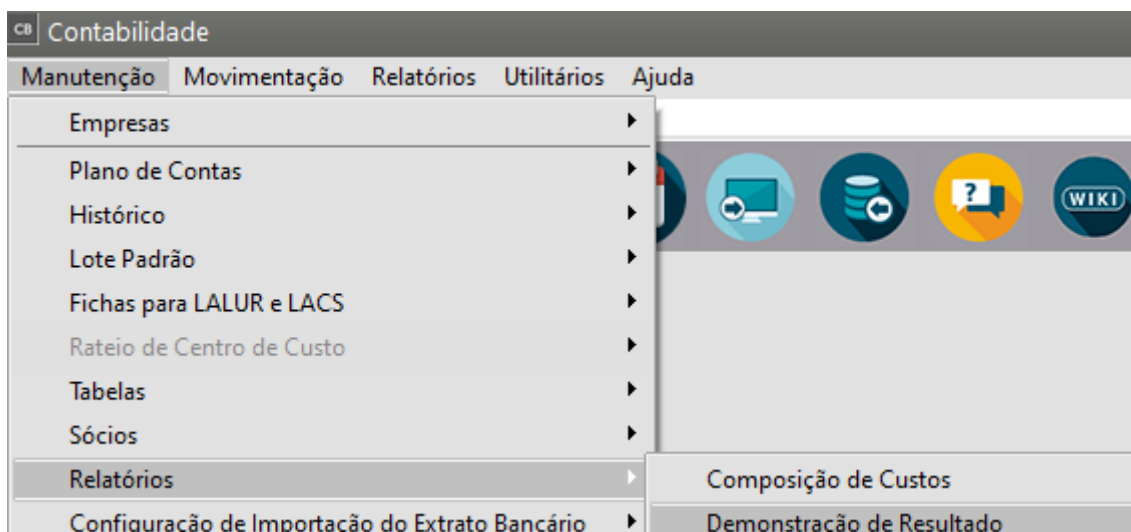 CB Contabilidade
Manutenção Movimentação Relatórios Utilitários Ajuda
Empresas
Plano de Contas
Histórico
Lote Padrão
Fichas para LALUR e LACS
Rateio de Centro de Custo
Tabelas
Sócios
Relatórios
Configuração de Importação do Extrato Bancário
?
WIKI
Composição de Custos
Demonstração de Resultado